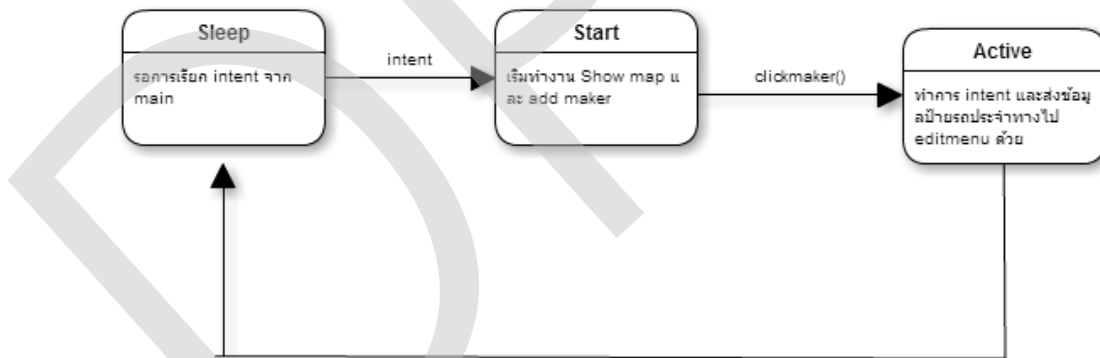 Sleep
รอการเรียก intent จาก
main
intent
Start
เริ่มทำงาน Show map แ
ละ add maker
clickmaker()
Active
ทำการ intent และส่งข้อมู
ลป้ายรถประจำทางไป
editmenu ด้วย